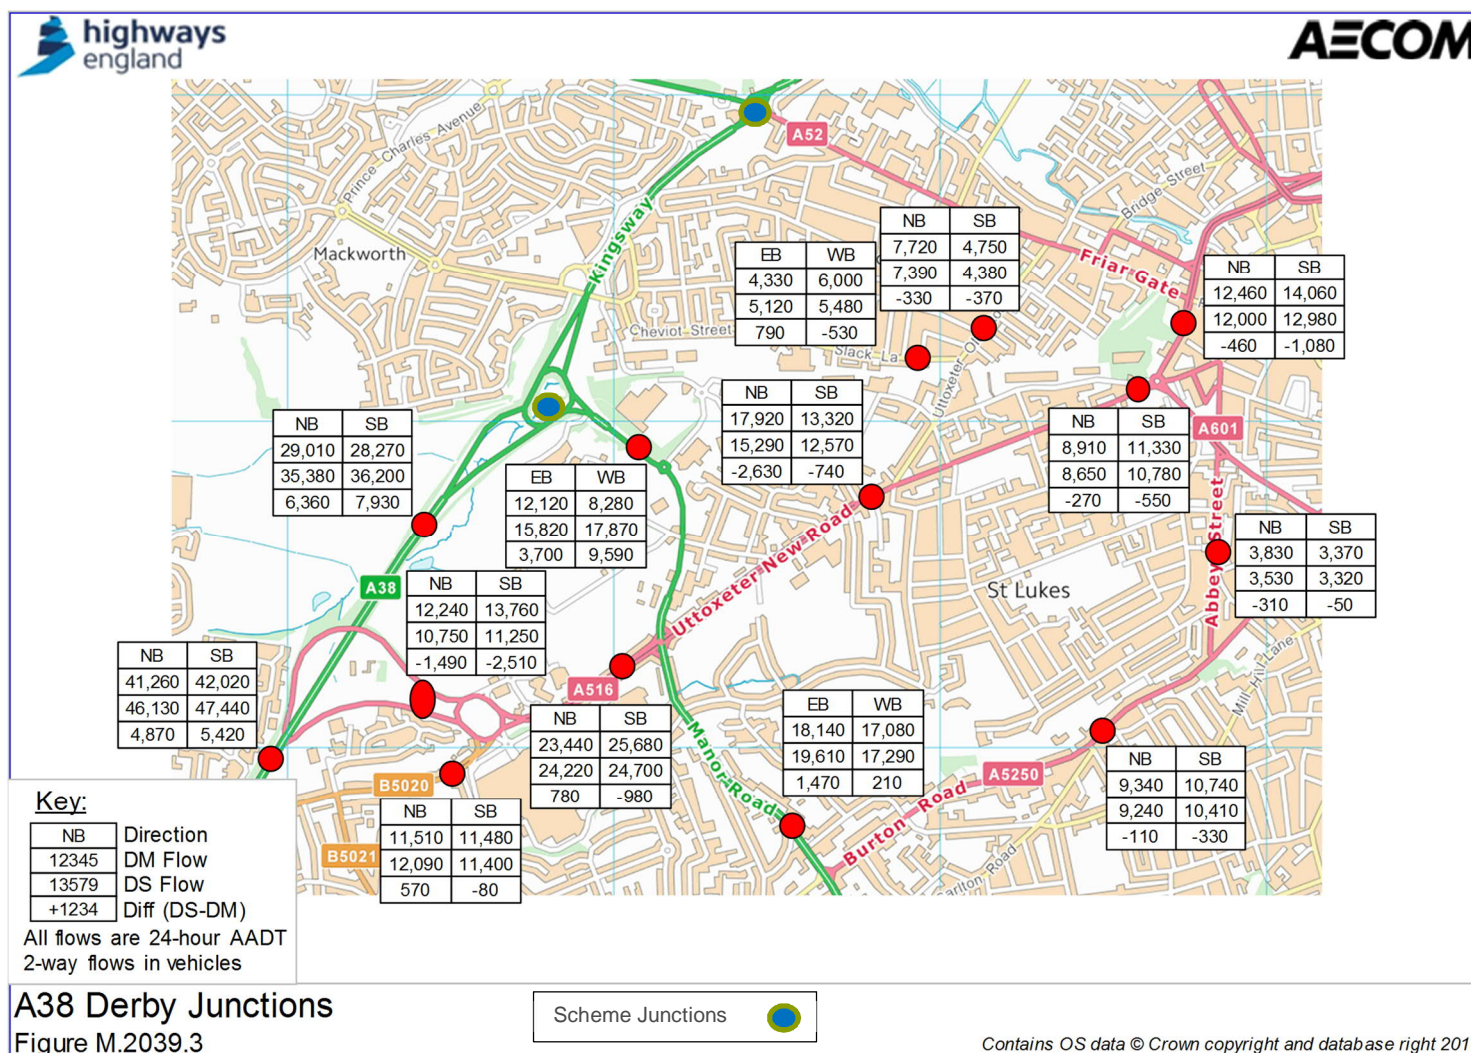 highways
england
AECOM
A52
Prince Charles Avenue
Kingsway
Mackworth
Bridge Street
Friar Gate
NB SB
7,720 4,750
7,390 4,380
-330 -370
EB WB
4,330 6,000
5,120 5,480
790 -530
NB SB
12,460 14,060
12,000 12,980
-460 -1,080
Cheviot Street
Slack La
Uttoxeter Ol
NB SB
17,920 13,320
15,290 12,570
-2,630 -740
NB SB
29,010 28,270
35,380 36,200
6,360 7,930
NB SB
8,910 11,330
8,650 10,780
-270 -550
A601
EB WB
12,120 8,280
15,820 17,870
3,700 9,590
Abbey Street
NB SB
3,830 3,370
3,530 3,320
-310 -50
A38
NB SB
12,240 13,760
10,750 11,250
-1,490 -2,510
Uttoxeter New Road
St Lukes
NB SB
41,260 42,020
46,130 47,440
4,870 5,420
A516
Mill Hill Lane
NB SB
23,440 25,680
24,220 24,700
780 -980
EB WB
18,140 17,080
19,610 17,290
1,470 210
Manor Road
NB SB
9,340 10,740
9,240 10,410
-110 -330
A5250
Burton Road
arlton Road
B5020
B5021
NB SB
11,510 11,480
12,090 11,400
570 -80
Key:
NB Direction
12345 DM Flow
13579 DS Flow
+1234 Diff (DS-DM)
All flows are 24-hour AADT
2-way flows in vehicles
A38 Derby Junctions
Figure M.2039.3
Scheme Junctions
Contains OS data © Crown copyright and database right 201